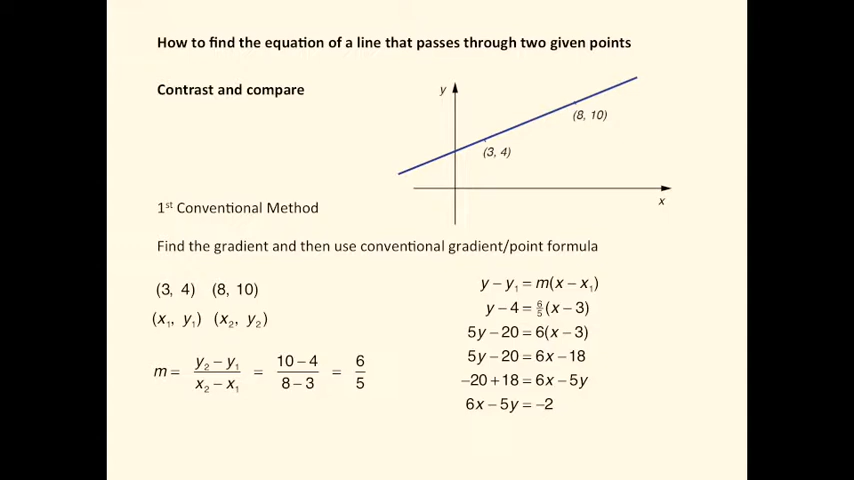 How to find the equation of a line that passes through two given points
Contrast and compare
y
(8, 10)
(3, 4)
x
1st Conventional Method
Find the gradient and then use conventional gradient/point formula
(3, 4) (8, 10)
(x₁, y₁) (x₂, y₂)
m = y₂ – y₁ / x₂ – x₁ = 10 – 4 / 8 – 3 = 6 / 5
y – y₁ = m(x – x₁)
y – 4 = 6/5 (x – 3)
5y – 20 = 6(x – 3)
5y – 20 = 6x – 18
–20 + 18 = 6x – 5y
6x – 5y = –2